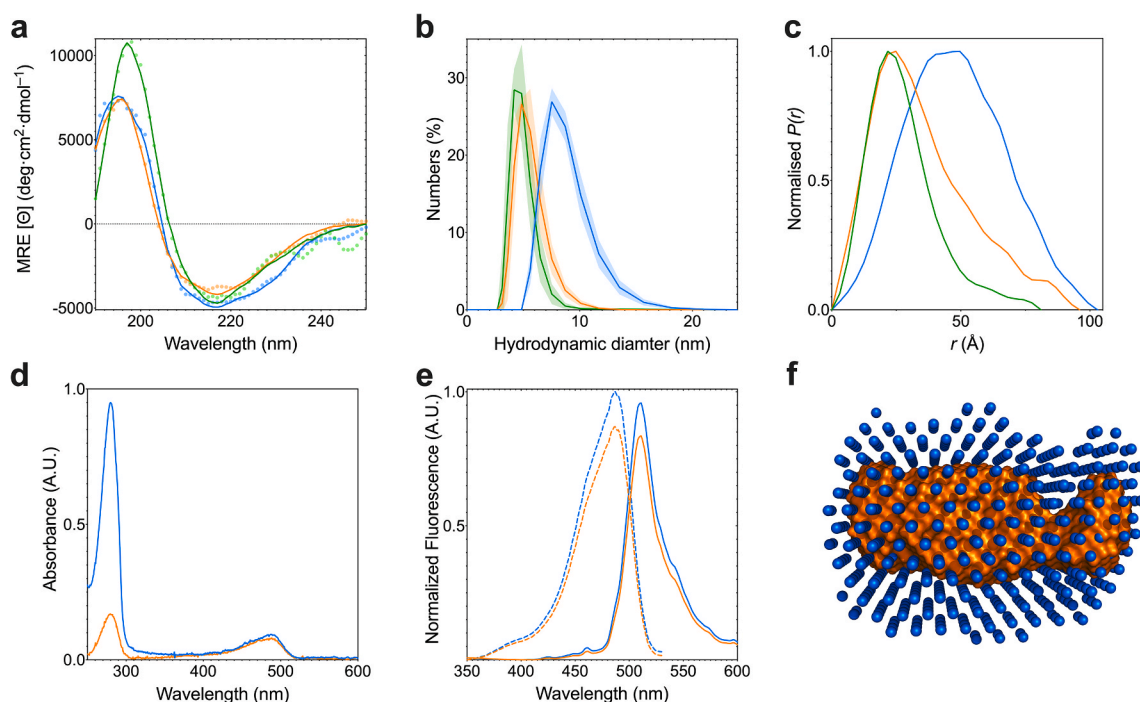 a
MRE [Θ] (deg·cm²·dmol⁻¹)
10000
5000
0
-5000
200
220
240
Wavelength (nm)
b
Numbers (%)
30
20
10
0
0
10
20
Hydrodynamic diamter (nm)
c
Normalised P(r)
1.0
0.5
0.0
0
50
100
r (Å)
d
Absorbance (A.U.)
1.0
0.5
0.0
300
400
500
600
Wavelength (nm)
e
Normalized Fluorescence (A.U.)
1.0
0.5
350
400
450
500
550
600
Wavelength (nm)
f